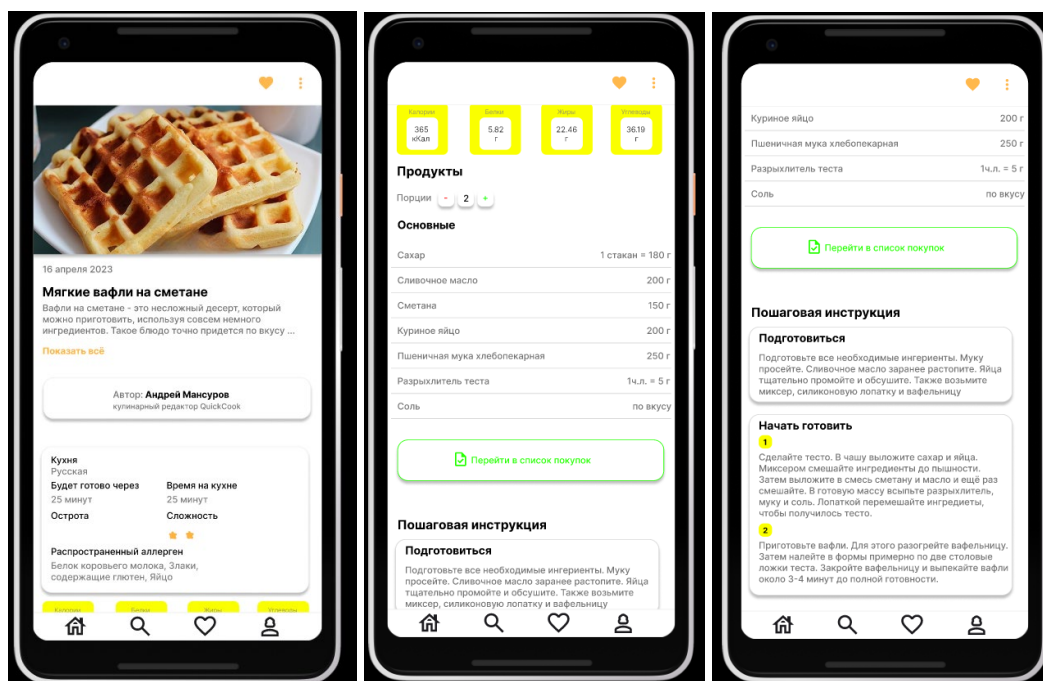 16 апреля 2023
Мягкие вафли на сметане
Вафли на сметане - это несложный десерт, который
можно приготовить, используя совсем немного
ингредиентов. Такое блюдо точно придется по вкусу ...
Показать всё
Автор: Андрей Мансуров
кулинарный редактор QuickCook
Кухня
Русская
Будет готово через Время на кухне
25 минут 25 минут
Острота Сложность
Распространенный аллерген
Белок коровьего молока, Злаки,
содержащие глютен, Яйцо
Калории Белки Жиры Углеводы
Калории Белки Жиры Углеводы
365 5.82 22.46 36.19
кКал г г г
Продукты
Порции - 2 +
Основные
Сахар 1 стакан = 180 г
Сливочное масло 200 г
Сметана 150 г
Куриное яйцо 200 г
Пшеничная мука хлебопекарная 250 г
Разрыхлитель теста 1ч.л. = 5 г
Соль по вкусу
Перейти в список покупок
Пошаговая инструкция
Подготовиться
Подготовьте все необходимые ингериенты. Муку
просейте. Сливочное масло заранее растопите. Яйца
тщательно промойте и обсушите. Также возьмите
миксер, силиконовую лопатку и вафельницу
Куриное яйцо 200 г
Пшеничная мука хлебопекарная 250 г
Разрыхлитель теста 1ч.л. = 5 г
Соль по вкусу
Перейти в список покупок
Пошаговая инструкция
Подготовиться
Подготовьте все необходимые ингериенты. Муку
просейте. Сливочное масло заранее растопите. Яйца
тщательно промойте и обсушите. Также возьмите
миксер, силиконовую лопатку и вафельницу
Начать готовить
1
Сделайте тесто. В чашу выложите сахар и яйца.
Миксером смешайте ингредиенты до пышности.
Затем выложите в смесь сметану и масло и ещё раз
смешайте. В готовую массу всыпьте разрыхлитель,
муку и соль. Лопаткой перемешайте ингредиеты,
чтобы получилось тесто.
2
Приготовьте вафли. Для этого разогрейте вафельницу.
Затем налейте в формы примерно по две столовые
ложки теста. Закройте вафельницу и выпекайте вафли
около 3-4 минут до полной готовности.